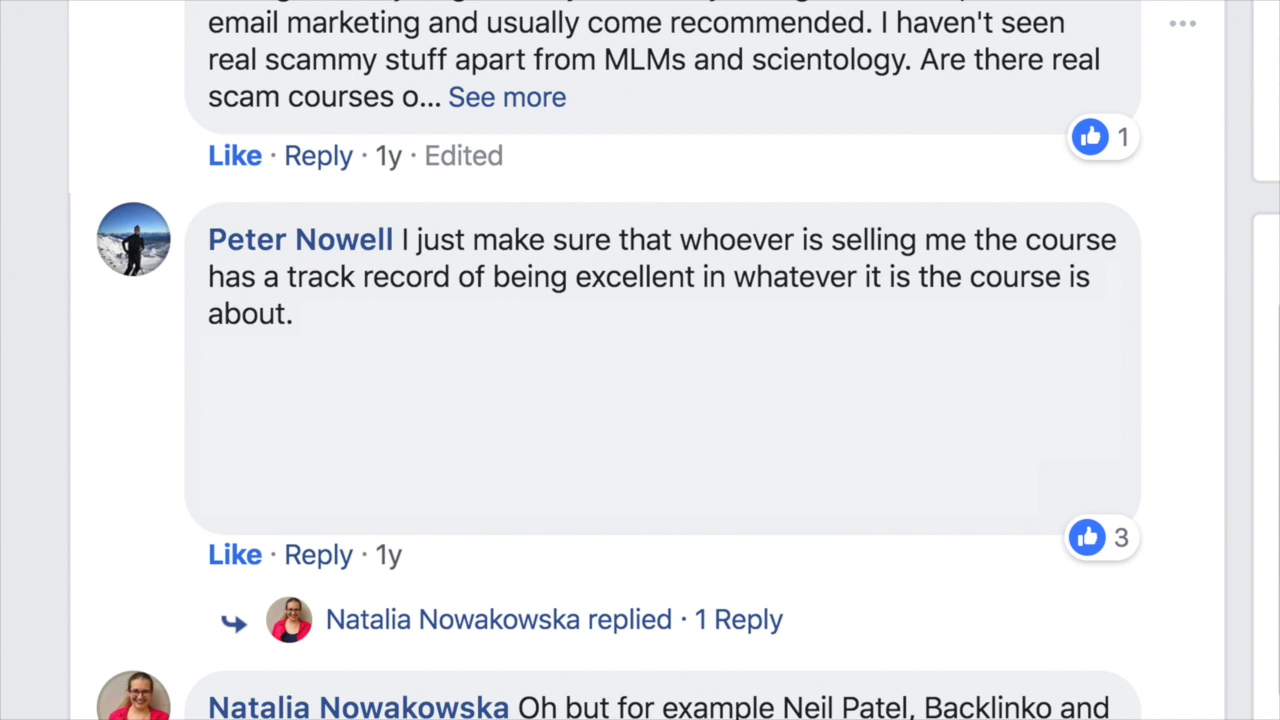 email marketing and usually come recommended. I haven't seen
real scammy stuff apart from MLMs and scientology. Are there real
scam courses o... See more
1
Like · Reply · 1y · Edited
Peter Nowell I just make sure that whoever is selling me the course
has a track record of being excellent in whatever it is the course is
about.
3
Like · Reply · 1y
Natalia Nowakowska replied · 1 Reply
Natalia Nowakowska Oh but for example Neil Patel, Backlinko and